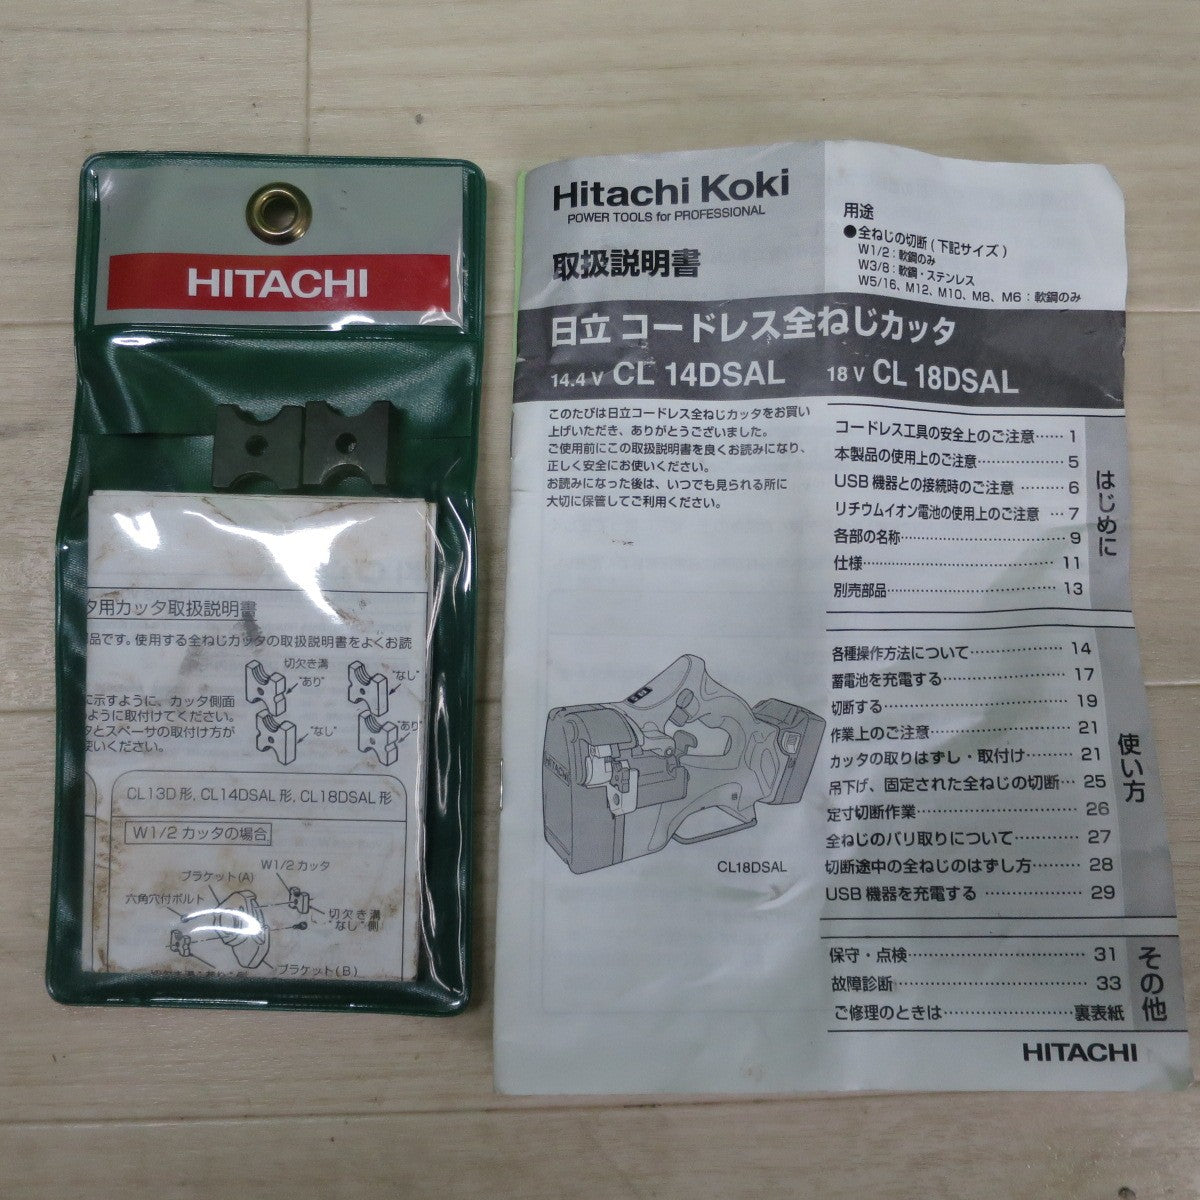 HITACHI
タ用カッタ取扱説明書
品です。使用する全ねじカッタの取扱説明書をよくお読
切欠き溝
"あり"
"なし"
に示すように、カッタ側面
ように取付けてください。
タとスペーサの取付け方が
使いください。
"なし"
"あり"
CL13D形, CL14DSAL形, CL18DSAL形
W1/2カッタの場合
W1/2カッタ
ブラケット(A)
六角穴付ボルト
切欠き溝
"なし"側
ブラケット(B)
Hitachi Koki
POWER TOOLS for PROFESSIONAL
取扱説明書
用途
●全ねじの切断(下記サイズ)
W1/2:軟鋼のみ
W3/8:軟鋼・ステンレス
W5/16、M12、M10、M8、M6:軟鋼のみ
日立 コードレス全ねじカッタ
14.4 V CL 14DSAL 18 V CL 18DSAL
このたびは日立コードレス全ねじカッタをお買い
上げいただき、ありがとうございました。
ご使用前にこの取扱説明書を良くお読みになり、
正しく安全にお使いください。
お読みになった後は、いつでも見られる所に
大切に保管してご利用ください。
HITACHI
CL18DSAL
はじめに
コードレス工具の安全上のご注意…… 1
本製品の使用上のご注意…………… 5
USB機器との接続時のご注意……… 6
リチウムイオン電池の使用上のご注意… 7
各部の名称…………………… 9
仕様…………………… 11
別売部品…………………… 13
使い方
各種操作方法について…………… 14
蓄電池を充電する……………… 17
切断する…………………… 19
作業上のご注意……………… 21
カッタの取りはずし・取付け……… 21
吊下げ、固定された全ねじの切断… 25
定寸切断作業………………… 26
全ねじのバリ取りについて……… 27
切断途中の全ねじのはずし方……… 28
USB機器を充電する…………… 29
その他
保守・点検…………………… 31
故障診断…………………… 33
ご修理のときは……………… 裏表紙
HITACHI